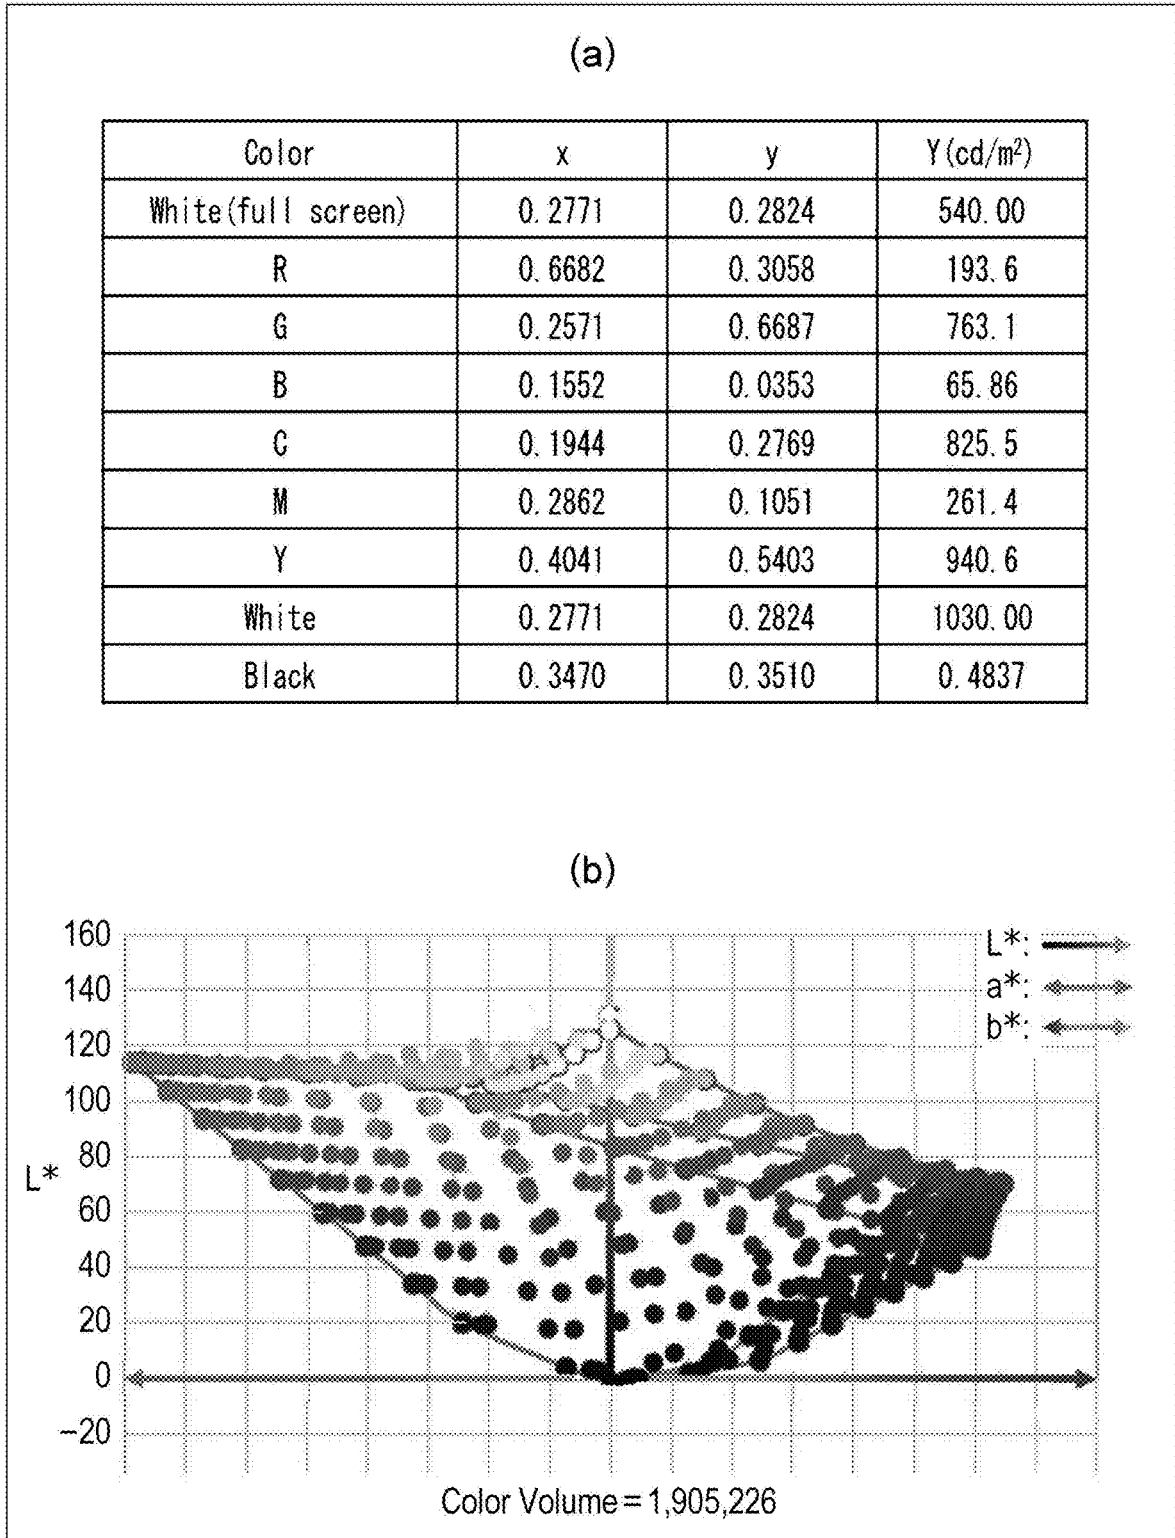 (a)
Color x y Y(cd/m²)
White(full screen) 0.2771 0.2824 540.00
R 0.6682 0.3058 193.6
G 0.2571 0.6687 763.1
B 0.1552 0.0353 65.86
C 0.1944 0.2769 825.5
M 0.2862 0.1051 261.4
Y 0.4041 0.5403 940.6
White 0.2771 0.2824 1030.00
Black 0.3470 0.3510 0.4837
(b)
160
L*:
140
a*:
b*:
120
100
80
L*
60
40
20
0
−20
Color Volume = 1,905,226